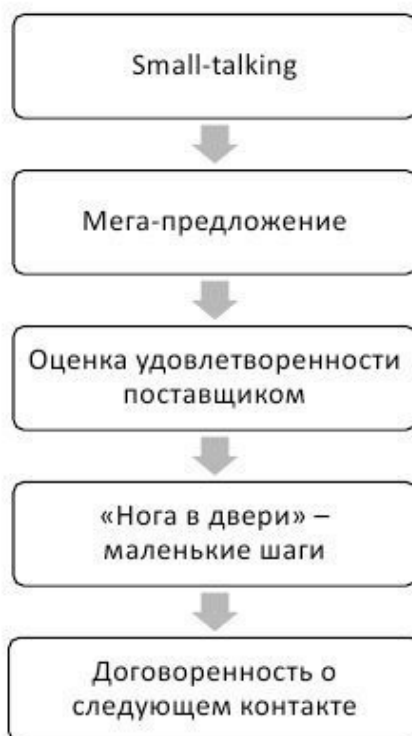 Small-talking
Мега-предложение
Оценка удовлетворенности
поставщиком
«Нога в двери» –
маленькие шаги
Договоренность о
следующем контакте